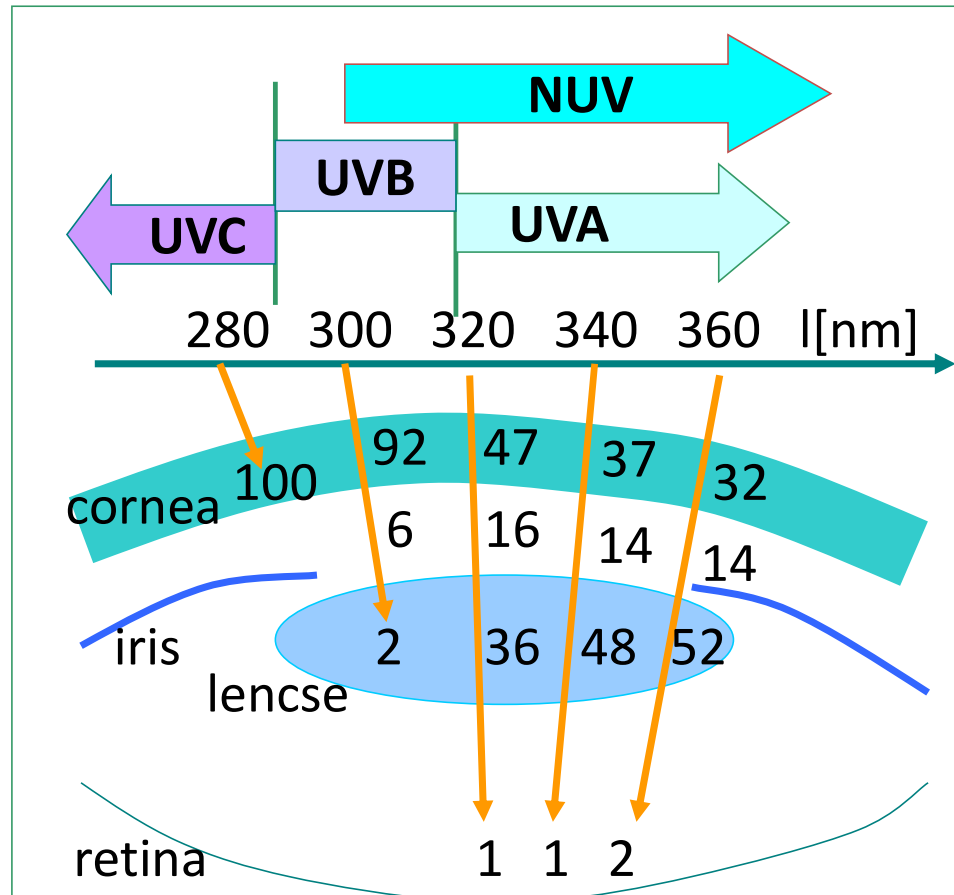 NUV
UVB
UVC UVA
280 300 320 340 360 l[nm]
92 47 37
cornea 100 32
6 16 14 14
iris 2 36 48 52
lencse
retina 1 1 2